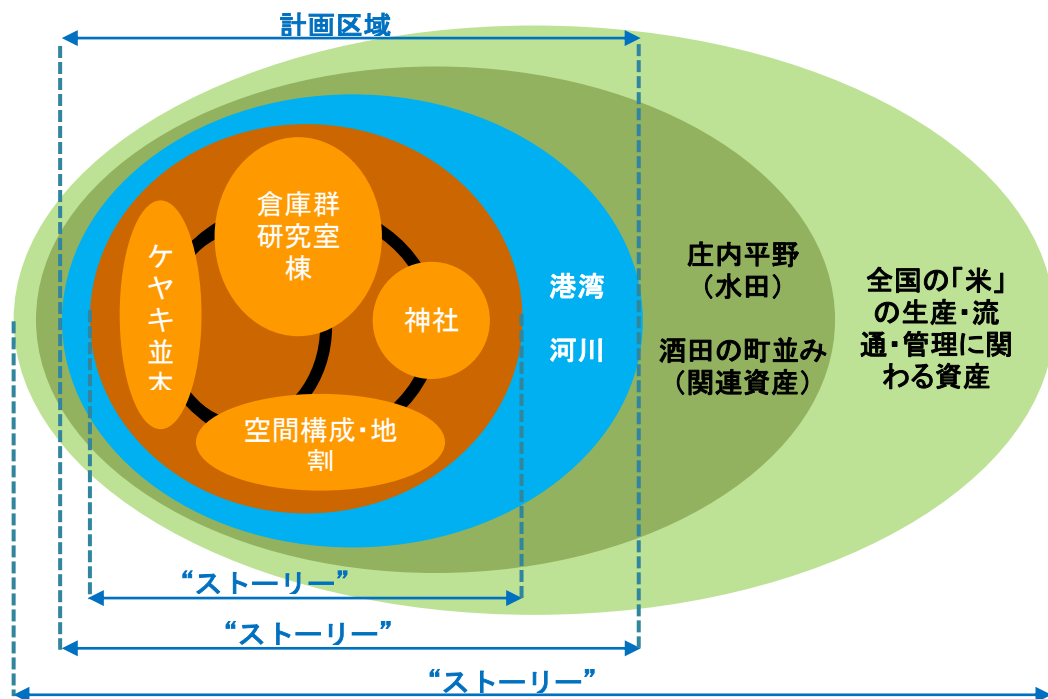 計画区域
倉庫群
研究室
棟
ケヤキ並木
神社
空間構成・地
割
港湾
河川
庄内平野
(水田)
酒田の町並み
(関連資産)
全国の「米」
の生産・流
通・管理に関
わる資産
“ストーリー”
“ストーリー”
“ストーリー”